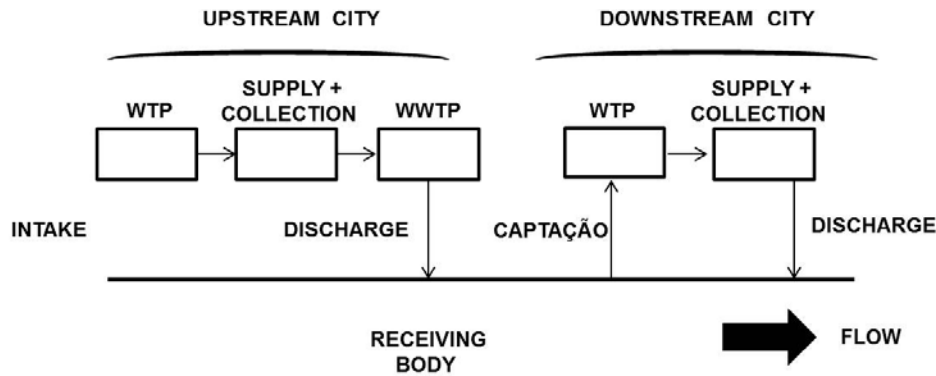 UPSTREAM CITY
DOWNSTREAM CITY
WTP
SUPPLY +
COLLECTION
WWTP
WTP
SUPPLY +
COLLECTION
INTAKE
DISCHARGE
CAPTAÇÃO
DISCHARGE
RECEIVING
BODY
FLOW